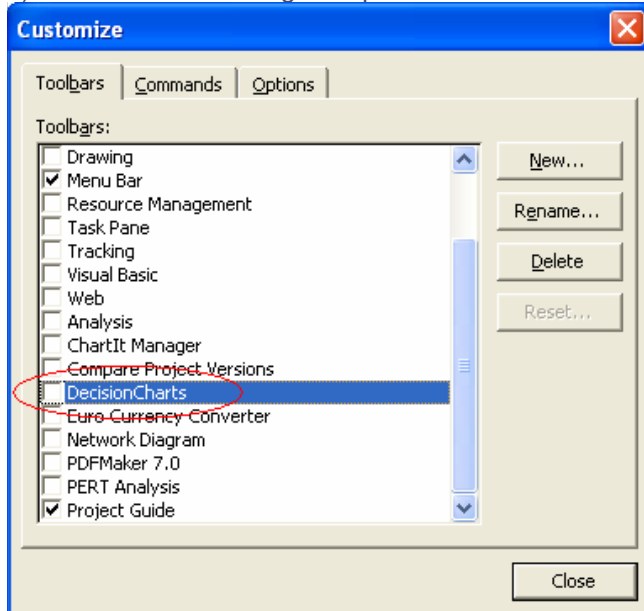 Customize
Toolbars Commands Options
Toolbars:
Drawing
Menu Bar
Resource Management
Task Pane
Tracking
Visual Basic
Web
Analysis
ChartIt Manager
Compare Project Versions
DecisionCharts
Euro Currency Converter
Network Diagram
PDFMaker 7.0
PERT Analysis
Project Guide
New...
Rename...
Delete
Reset...
Close